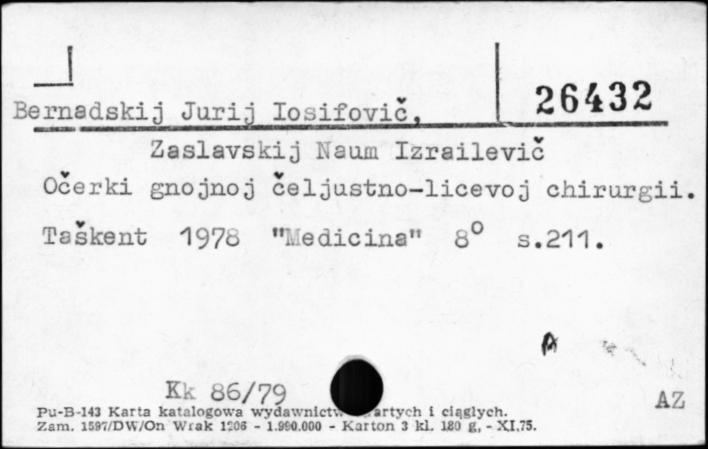 26432
Bernadskij Jurij Iosifovič,
Zaslavskij Naum Izrailevič
Očerki gnojnoj čeljustno-licevoj chirurgii.
Taškent 1978 "Medicina" 8° s.211.
Kk 86/79
AZ
Pu-B-143 Karta katalogowa wydawnictw artych i ciągłych.
Zam. 1597/DW/On Wrak 1206 - 1.990.000 - Karton 3 kl. 180 g, - XI.75.